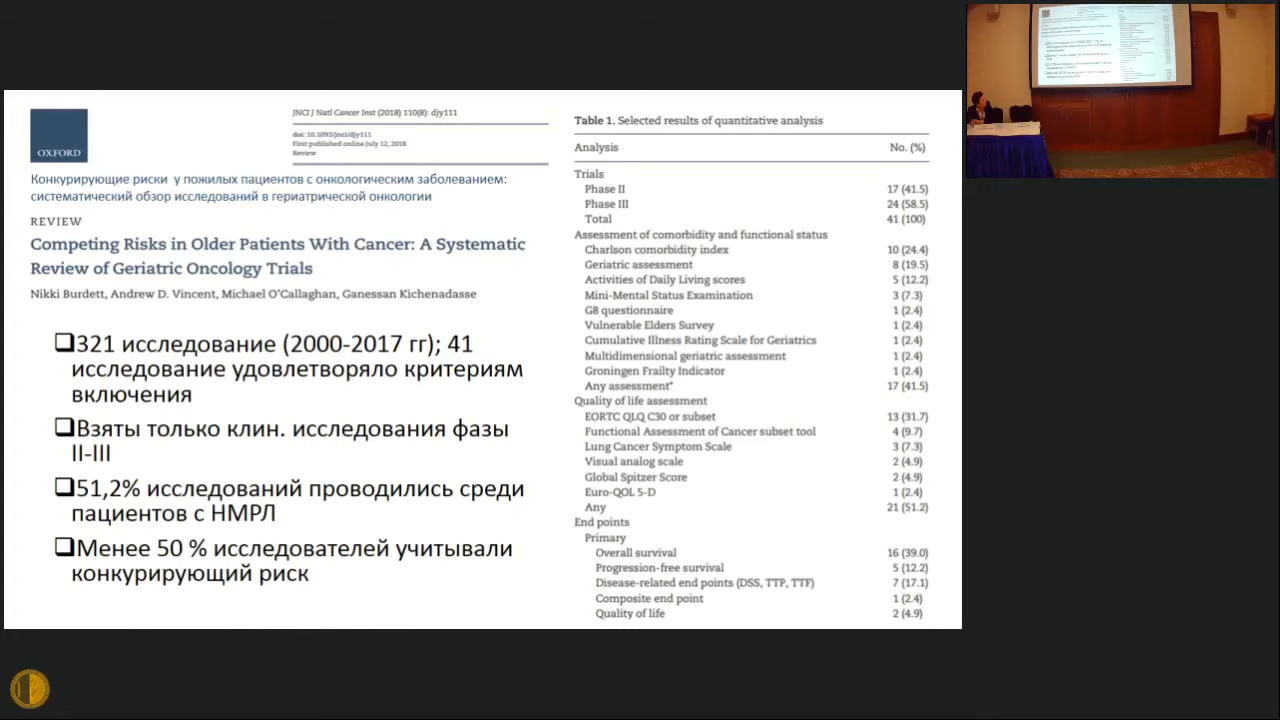 OXFORD
JNCI J Natl Cancer Inst (2018) 110(8): djy111
doi: 10.1093/jnci/djy111
First published online July 12, 2018
Review
Конкурирующие риски у пожилых пациентов с онкологическим заболеванием:
систематический обзор исследований в гериатрической онкологии
REVIEW
Competing Risks in Older Patients With Cancer: A Systematic
Review of Geriatric Oncology Trials
Nikki Burdett, Andrew D. Vincent, Michael O'Callaghan, Ganessan Kichenadasse
❑321 исследование (2000-2017 гг); 41
исследование удовлетворяло критериям
включения
❑Взяты только клин. исследования фазы
II-III
❑51,2% исследований проводились среди
пациентов с НМРЛ
❑Менее 50 % исследователей учитывали
конкурирующий риск
Table 1. Selected results of quantitative analysis
Analysis No. (%)
Trials
Phase II 17 (41.5)
Phase III 24 (58.5)
Total 41 (100)
Assessment of comorbidity and functional status
Charlson comorbidity index 10 (24.4)
Geriatric assessment 8 (19.5)
Activities of Daily Living scores 5 (12.2)
Mini-Mental Status Examination 3 (7.3)
G8 questionnaire 1 (2.4)
Vulnerable Elders Survey 1 (2.4)
Cumulative Illness Rating Scale for Geriatrics 1 (2.4)
Multidimensional geriatric assessment 1 (2.4)
Groningen Frailty Indicator 1 (2.4)
Any assessment* 17 (41.5)
Quality of life assessment
EORTC QLQ C30 or subset 13 (31.7)
Functional Assessment of Cancer subset tool 4 (9.7)
Lung Cancer Symptom Scale 3 (7.3)
Visual analog scale 2 (4.9)
Global Spitzer Score 2 (4.9)
Euro-QOL 5-D 1 (2.4)
Any 21 (51.2)
End points
Primary
Overall survival 16 (39.0)
Progression-free survival 5 (12.2)
Disease-related end points (DSS, TTP, TTF) 7 (17.1)
Composite end point 1 (2.4)
Quality of life 2 (4.9)